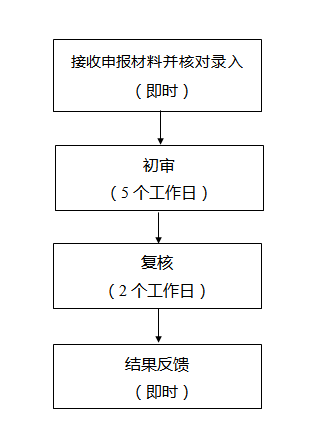 接收申报材料并核对录入
（即时）
初审
（5 个工作日）
复核
（2 个工作日）
结果反馈
（即时）